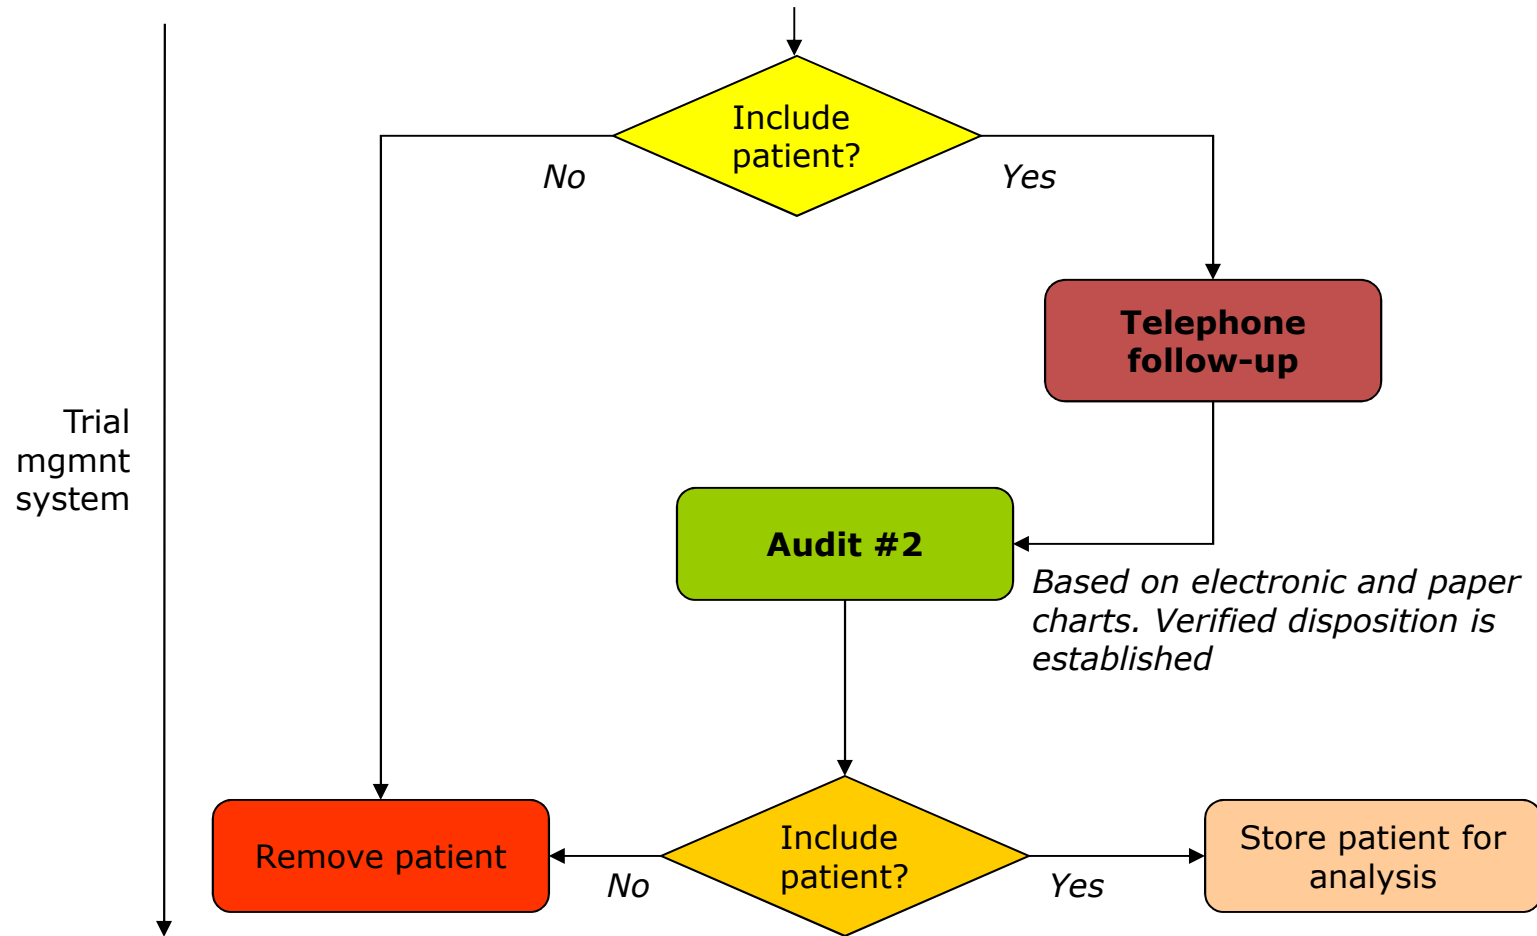 Include
patient?
No
Yes
Telephone
follow-up
Trial
mgmnt
system
Audit #2
Based on electronic and paper
charts. Verified disposition is
established
Remove patient
No
Include
patient?
Yes
Store patient for
analysis